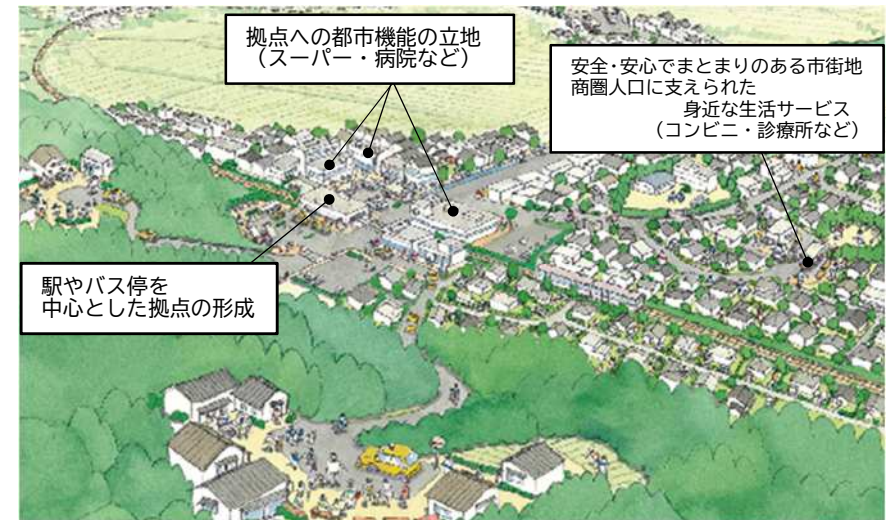 拠点への都市機能の立地
（スーパー・病院など）
安全・安心でまとまりのある市街地
商圏人口に支えられた
身近な生活サービス
（コンビニ・診療所など）
駅やバス停を
中心とした拠点の形成